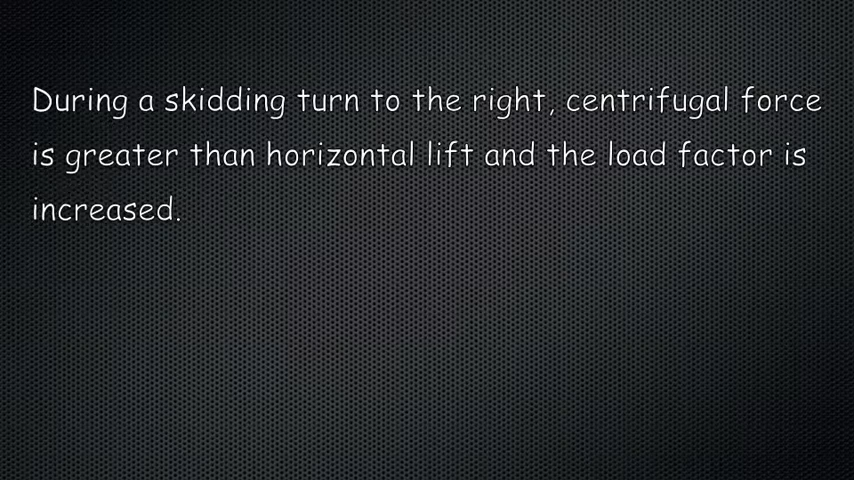 During a skidding turn to the right, centrifugal force
is greater than horizontal lift and the load factor is
increased.